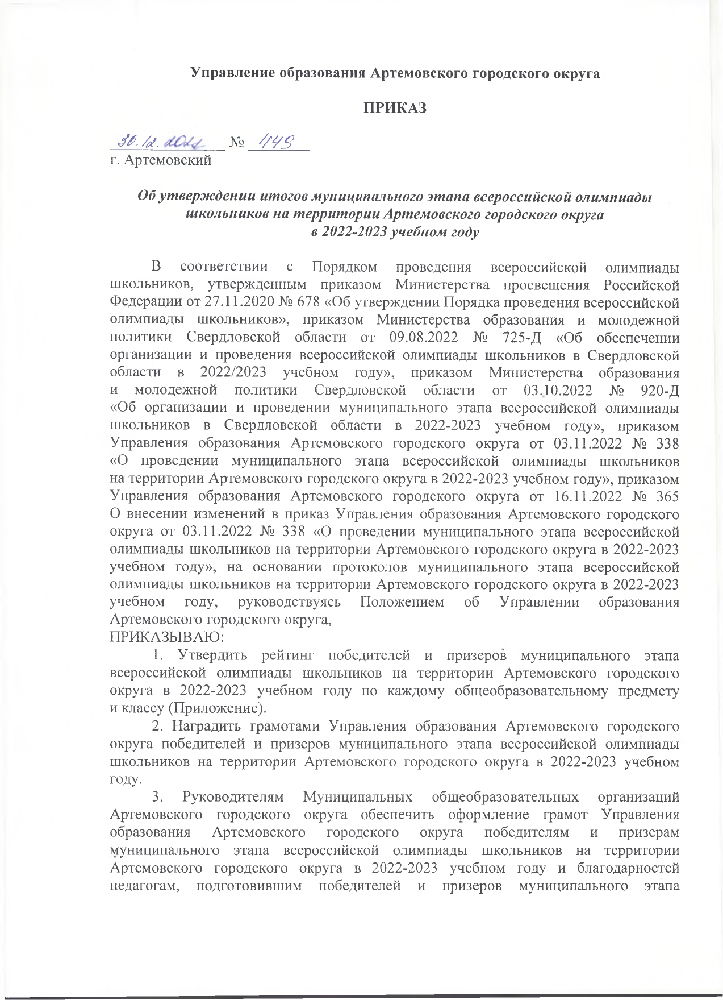 Управление образования Артемовского городского округа
ПРИКАЗ
30.12.2022 №
г. Артемовский
Об утверждении итогов муниципального этапа всероссийской олимпиады
школьников на территории Артемовского городского округа
в 2022-2023 учебном году
В соответствии с Порядком проведения всероссийской олимпиады
школьников, утвержденным приказом Министерства просвещения Российской
Федерации от 27.11.2020 № 678 «Об утверждении Порядка проведения всероссийской
олимпиады школьников», приказом Министерства образования и молодежной
политики Свердловской области от 09.08.2022 № 725-Д «Об обеспечении
организации и проведения всероссийской олимпиады школьников в Свердловской
области в 2022/2023 учебном году», приказом Министерства образования
и молодежной политики Свердловской области от 03.10.2022 № 920-Д
«Об организации и проведении муниципального этапа всероссийской олимпиады
школьников в Свердловской области в 2022-2023 учебном году», приказом
Управления образования Артемовского городского округа от 03.11.2022 № 338
«О проведении муниципального этапа всероссийской олимпиады школьников
на территории Артемовского городского округа в 2022-2023 учебном году», приказом
Управления образования Артемовского городского округа от 16.11.2022 № 365
О внесении изменений в приказ Управления образования Артемовского городского
округа от 03.11.2022 № 338 «О проведении муниципального этапа всероссийской
олимпиады школьников на территории Артемовского городского округа в 2022-2023
учебном году», на основании протоколов муниципального этапа всероссийской
олимпиады школьников на территории Артемовского городского округа в 2022-2023
учебном году, руководствуясь Положением об Управлении образования
Артемовского городского округа,
ПРИКАЗЫВАЮ:
1. Утвердить рейтинг победителей и призеров муниципального этапа
всероссийской олимпиады школьников на территории Артемовского городского
округа в 2022-2023 учебном году по каждому общеобразовательному предмету
и классу (Приложение).
2. Наградить грамотами Управления образования Артемовского городского
округа победителей и призеров муниципального этапа всероссийской олимпиады
школьников на территории Артемовского городского округа в 2022-2023 учебном
году.
3. Руководителям Муниципальных общеобразовательных организаций
Артемовского городского округа обеспечить оформление грамот Управления
образования Артемовского городского округа победителям и призерам
муниципального этапа всероссийской олимпиады школьников на территории
Артемовского городского округа в 2022-2023 учебном году и благодарностей
педагогам, подготовившим победителей и призеров муниципального этапа